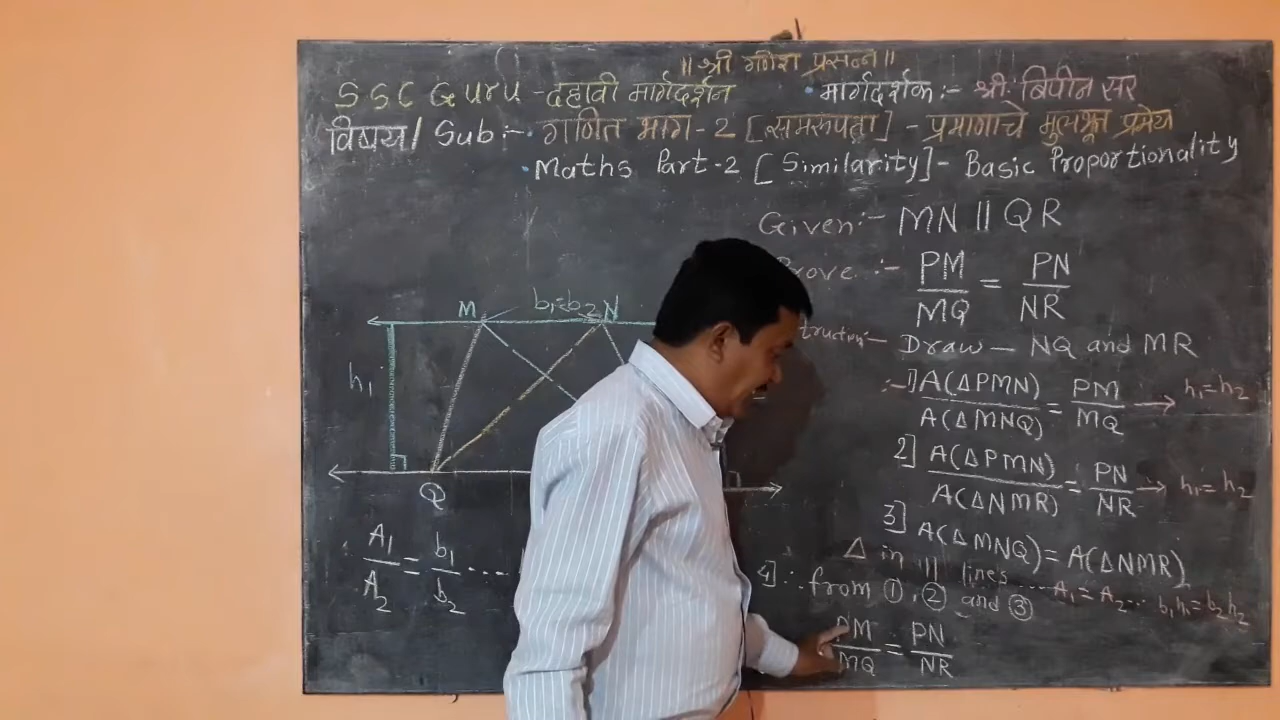 ॥ श्री गणेश प्रसन्न ॥
SSC Guru - दहावी मार्गदर्शन • मार्गदर्शक :- श्री. बिपीन सर
विषय / Sub :- • गणित भाग - 2 [समरूपता] - प्रमाणाचे मूलभूत प्रमेय
• Maths Part - 2 [Similarity] - Basic Proportionality
Given :- MN || QR
Prove :- PM/MQ = PN/NR
truction :- Draw - NQ and MR
:- 1] A(ΔPMN)/A(ΔMNQ) = PM/MQ → h₁=h₂
2] A(ΔPMN)/A(ΔNMR) = PN/NR → h₁=h₂
3] A(ΔMNQ) = A(ΔNMR)
Δ in ||| lines ---- A₁ = A₂ --- b₁h₁ = b₂h₂
4] ∴ from ①, ② and ③
PM/MQ = PN/NR
M b₁=b₂ N
h₁
Q
A₁/A₂ = b₁/b₂ ----